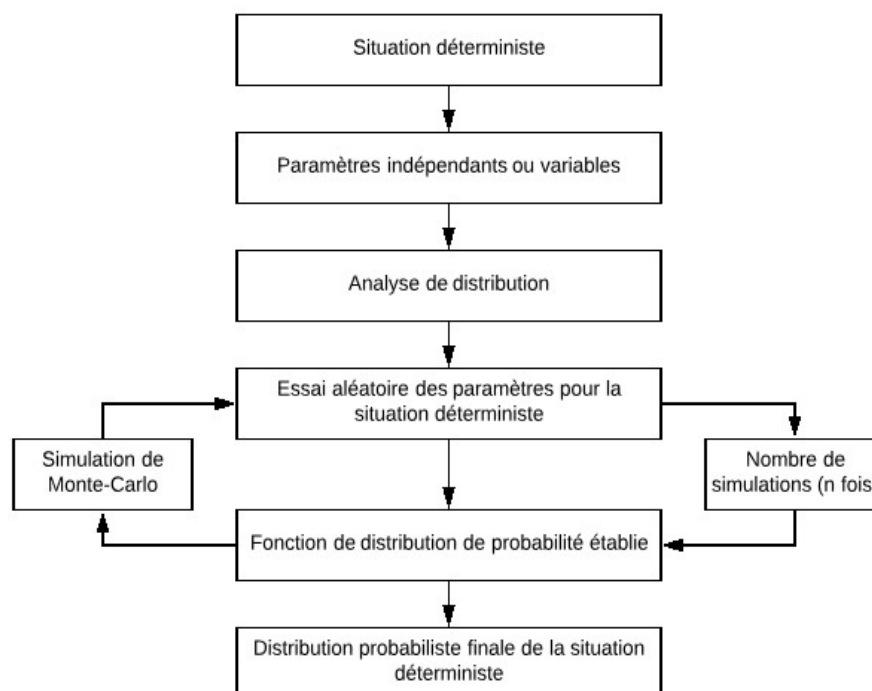 Situation déterministe
Paramètres indépendants ou variables
Analyse de distribution
Essai aléatoire des paramètres pour la
situation déterministe
Simulation de
Monte-Carlo
Nombre de
simulations (n fois
Fonction de distribution de probabilité établie
Distribution probabiliste finale de la situation
déterministe